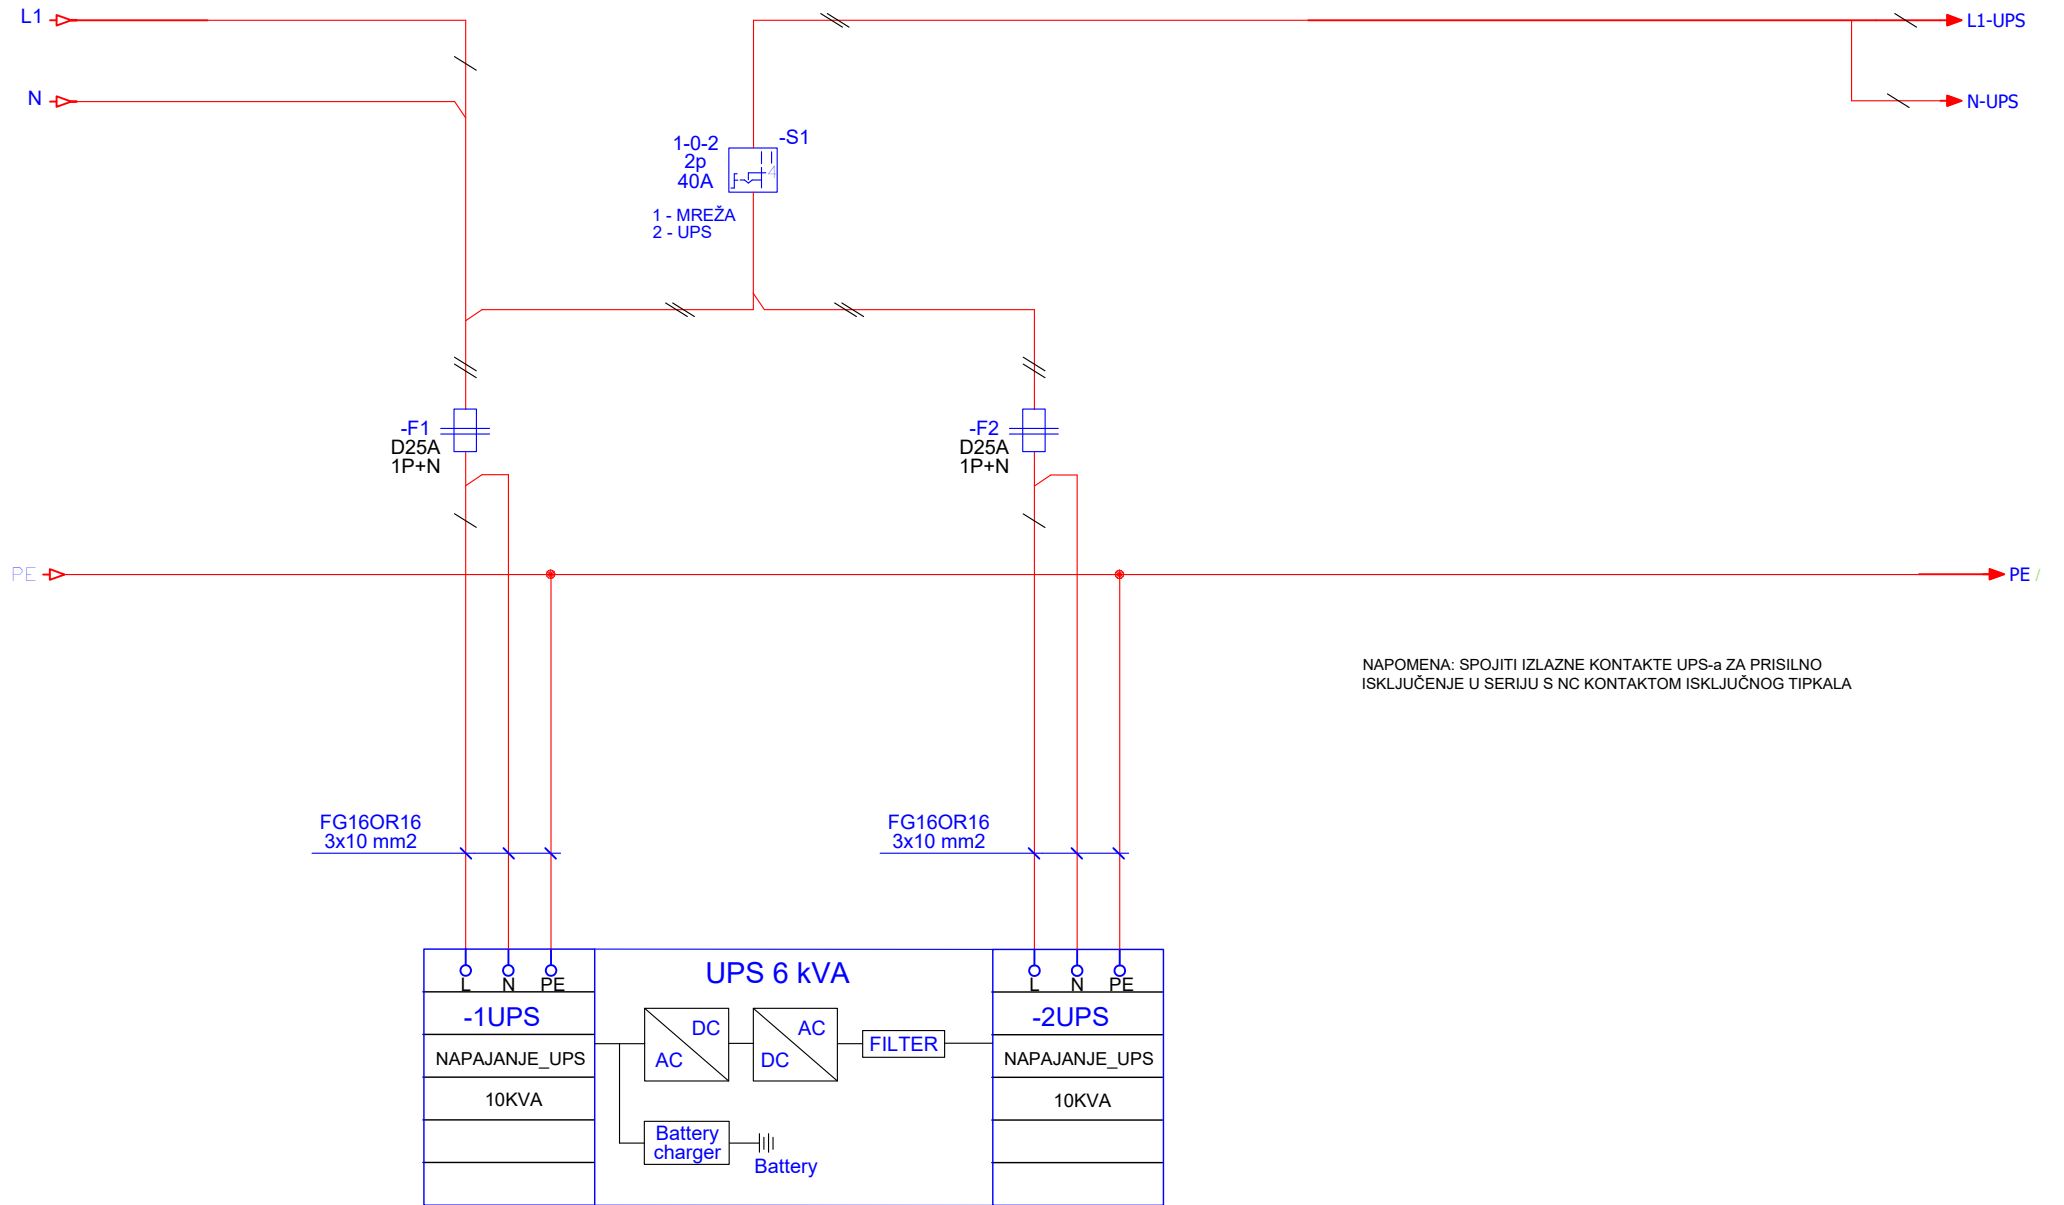 L1
L1-UPS
N
N-UPS
1-0-2
2p
40A
-S1
4
1 - MREŽA
2 - UPS
-F1
D25A
1P+N
-F2
D25A
1P+N
PE
PE /
NAPOMENA: SPOJITI IZLAZNE KONTAKTE UPS-a ZA PRISILNO
ISKLJUČENJE U SERIJU S NC KONTAKTOM ISKLJUČNOG TIPKALA
FG16OR16
3x10 mm2
FG16OR16
3x10 mm2
L N PE
UPS 6 kVA
L N PE
-1UPS
NAPAJANJE_UPS
10KVA
DC
AC
AC
DC
FILTER
Battery
charger
Battery
-2UPS
NAPAJANJE_UPS
10KVA